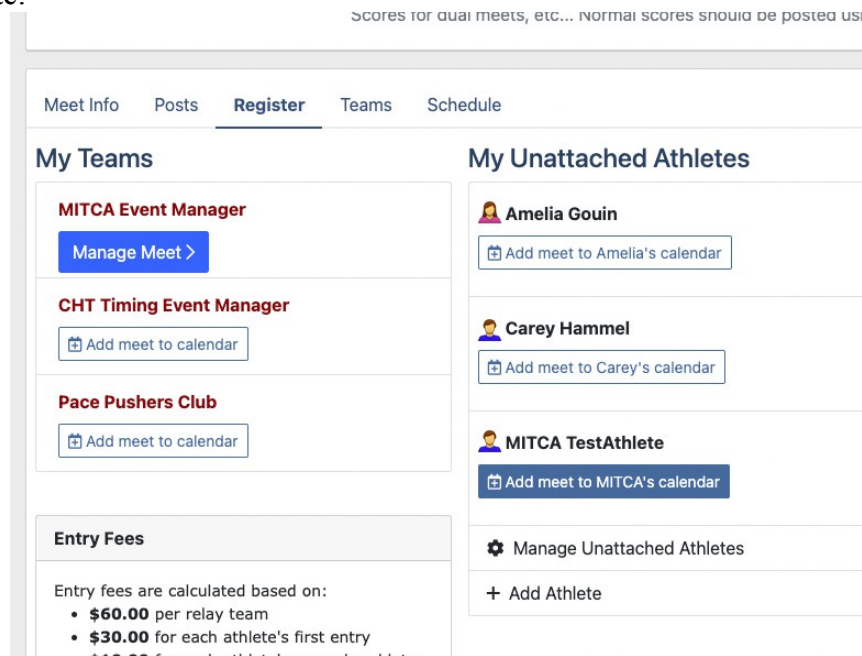 Scores for dual meets, etc... Normal scores should be posted usi
Meet Info Posts Register Teams Schedule
My Teams
MITCA Event Manager
Manage Meet >
CHT Timing Event Manager
Add meet to calendar
Pace Pushers Club
Add meet to calendar
Entry Fees
Entry fees are calculated based on:
• $60.00 per relay team
• $30.00 for each athlete's first entry
My Unattached Athletes
Amelia Gouin
Add meet to Amelia's calendar
Carey Hammel
Add meet to Carey's calendar
MITCA TestAthlete
Add meet to MITCA's calendar
Manage Unattached Athletes
+ Add Athlete